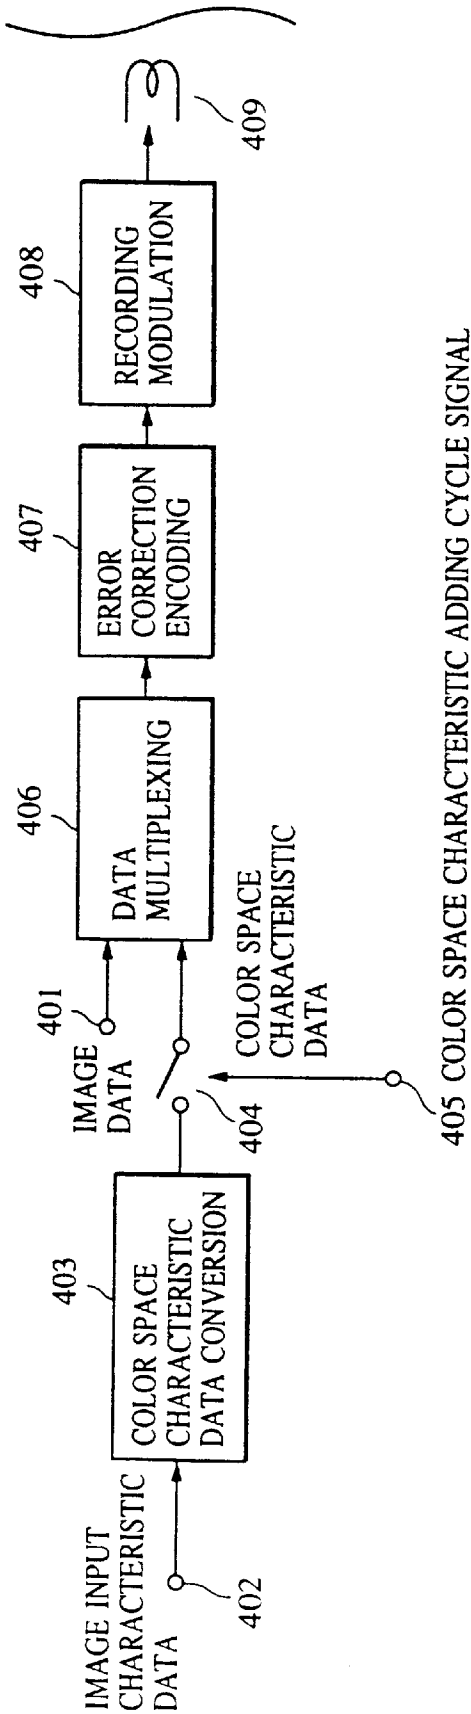 IMAGE INPUT
CHARACTERISTIC
DATA
402
403
COLOR SPACE
CHARACTERISTIC
DATA CONVERSION
IMAGE
DATA
401
404
COLOR SPACE
CHARACTERISTIC
DATA
405 COLOR SPACE CHARACTERISTIC ADDING CYCLE SIGNAL
406
DATA
MULTIPLEXING
407
ERROR
CORRECTION
ENCODING
408
RECORDING
MODULATION
409